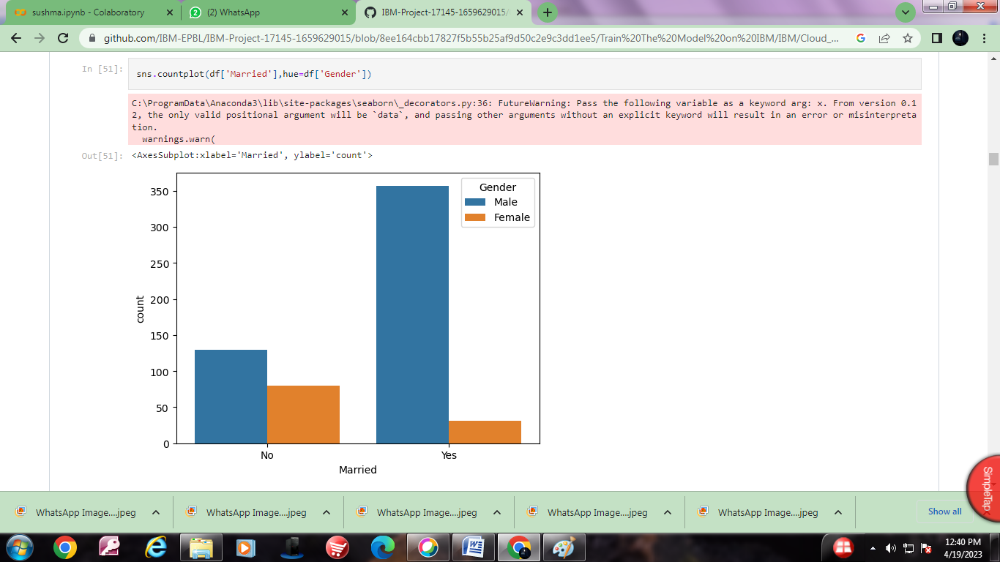 sushma.ipynb - Colaboratory
(2) WhatsApp
IBM-Project-17145-1659629015/
github.com/IBM-EPBL/IBM-Project-17145-1659629015/blob/8ee164cbb17827f5b55b25af9d50c2e9c3dd1ee5/Train%20The%20Model%20on%20IBM/IBM/Cloud_...
In [51]:
sns.countplot(df['Married'],hue=df['Gender'])
C:\ProgramData\Anaconda3\lib\site-packages\seaborn\_decorators.py:36: FutureWarning: Pass the following variable as a keyword arg: x. From version 0.1
2, the only valid positional argument will be `data`, and passing other arguments without an explicit keyword will result in an error or misinterpreta
tion.
warnings.warn(
Out[51]:
<AxesSubplot:xlabel='Married', ylabel='count'>
Gender
Male
Female
350
300
250
200
150
100
50
0
count
No
Yes
Married
SimpleTap
WhatsApp Image....jpeg
WhatsApp Image....jpeg
WhatsApp Image....jpeg
WhatsApp Image....jpeg
WhatsApp Image....jpeg
Show all
12:40 PM
4/19/2023